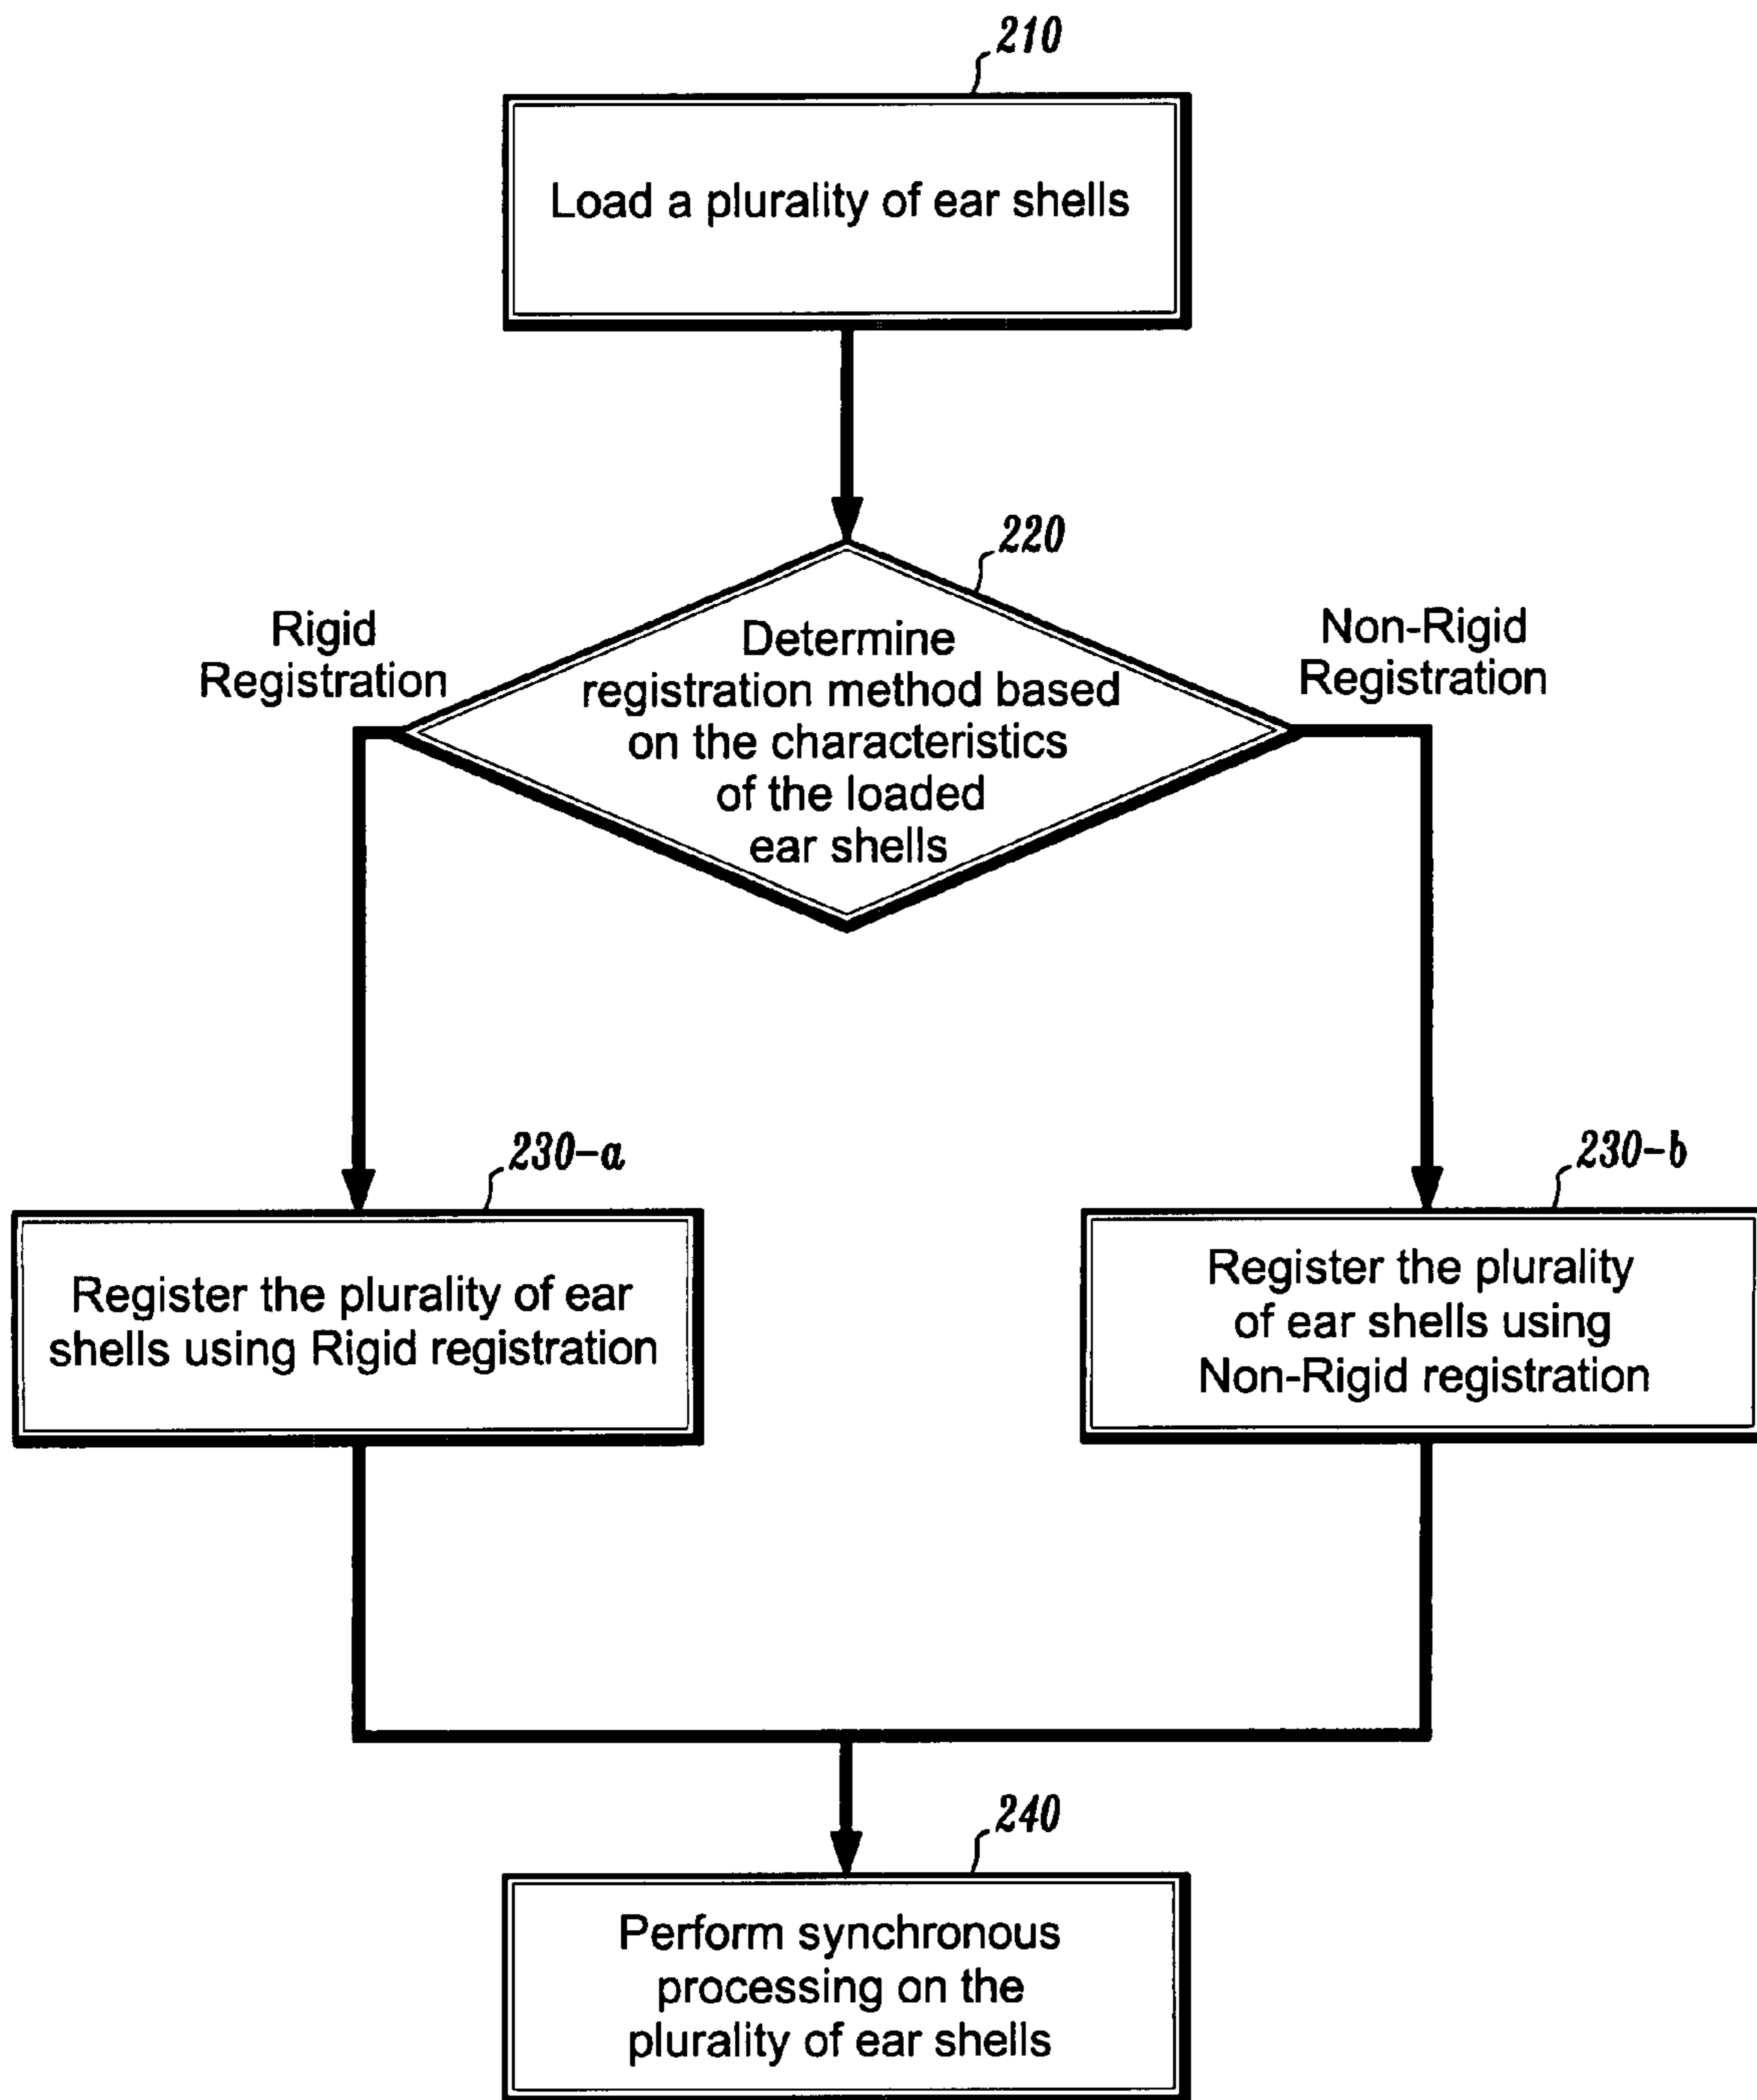 210
Load a plurality of ear shells
220
Rigid
Registration
Determine
registration method based
on the characteristics
of the loaded
ear shells
Non-Rigid
Registration
230-a
Register the plurality of ear
shells using Rigid registration
230-b
Register the plurality
of ear shells using
Non-Rigid registration
240
Perform synchronous
processing on the
plurality of ear shells